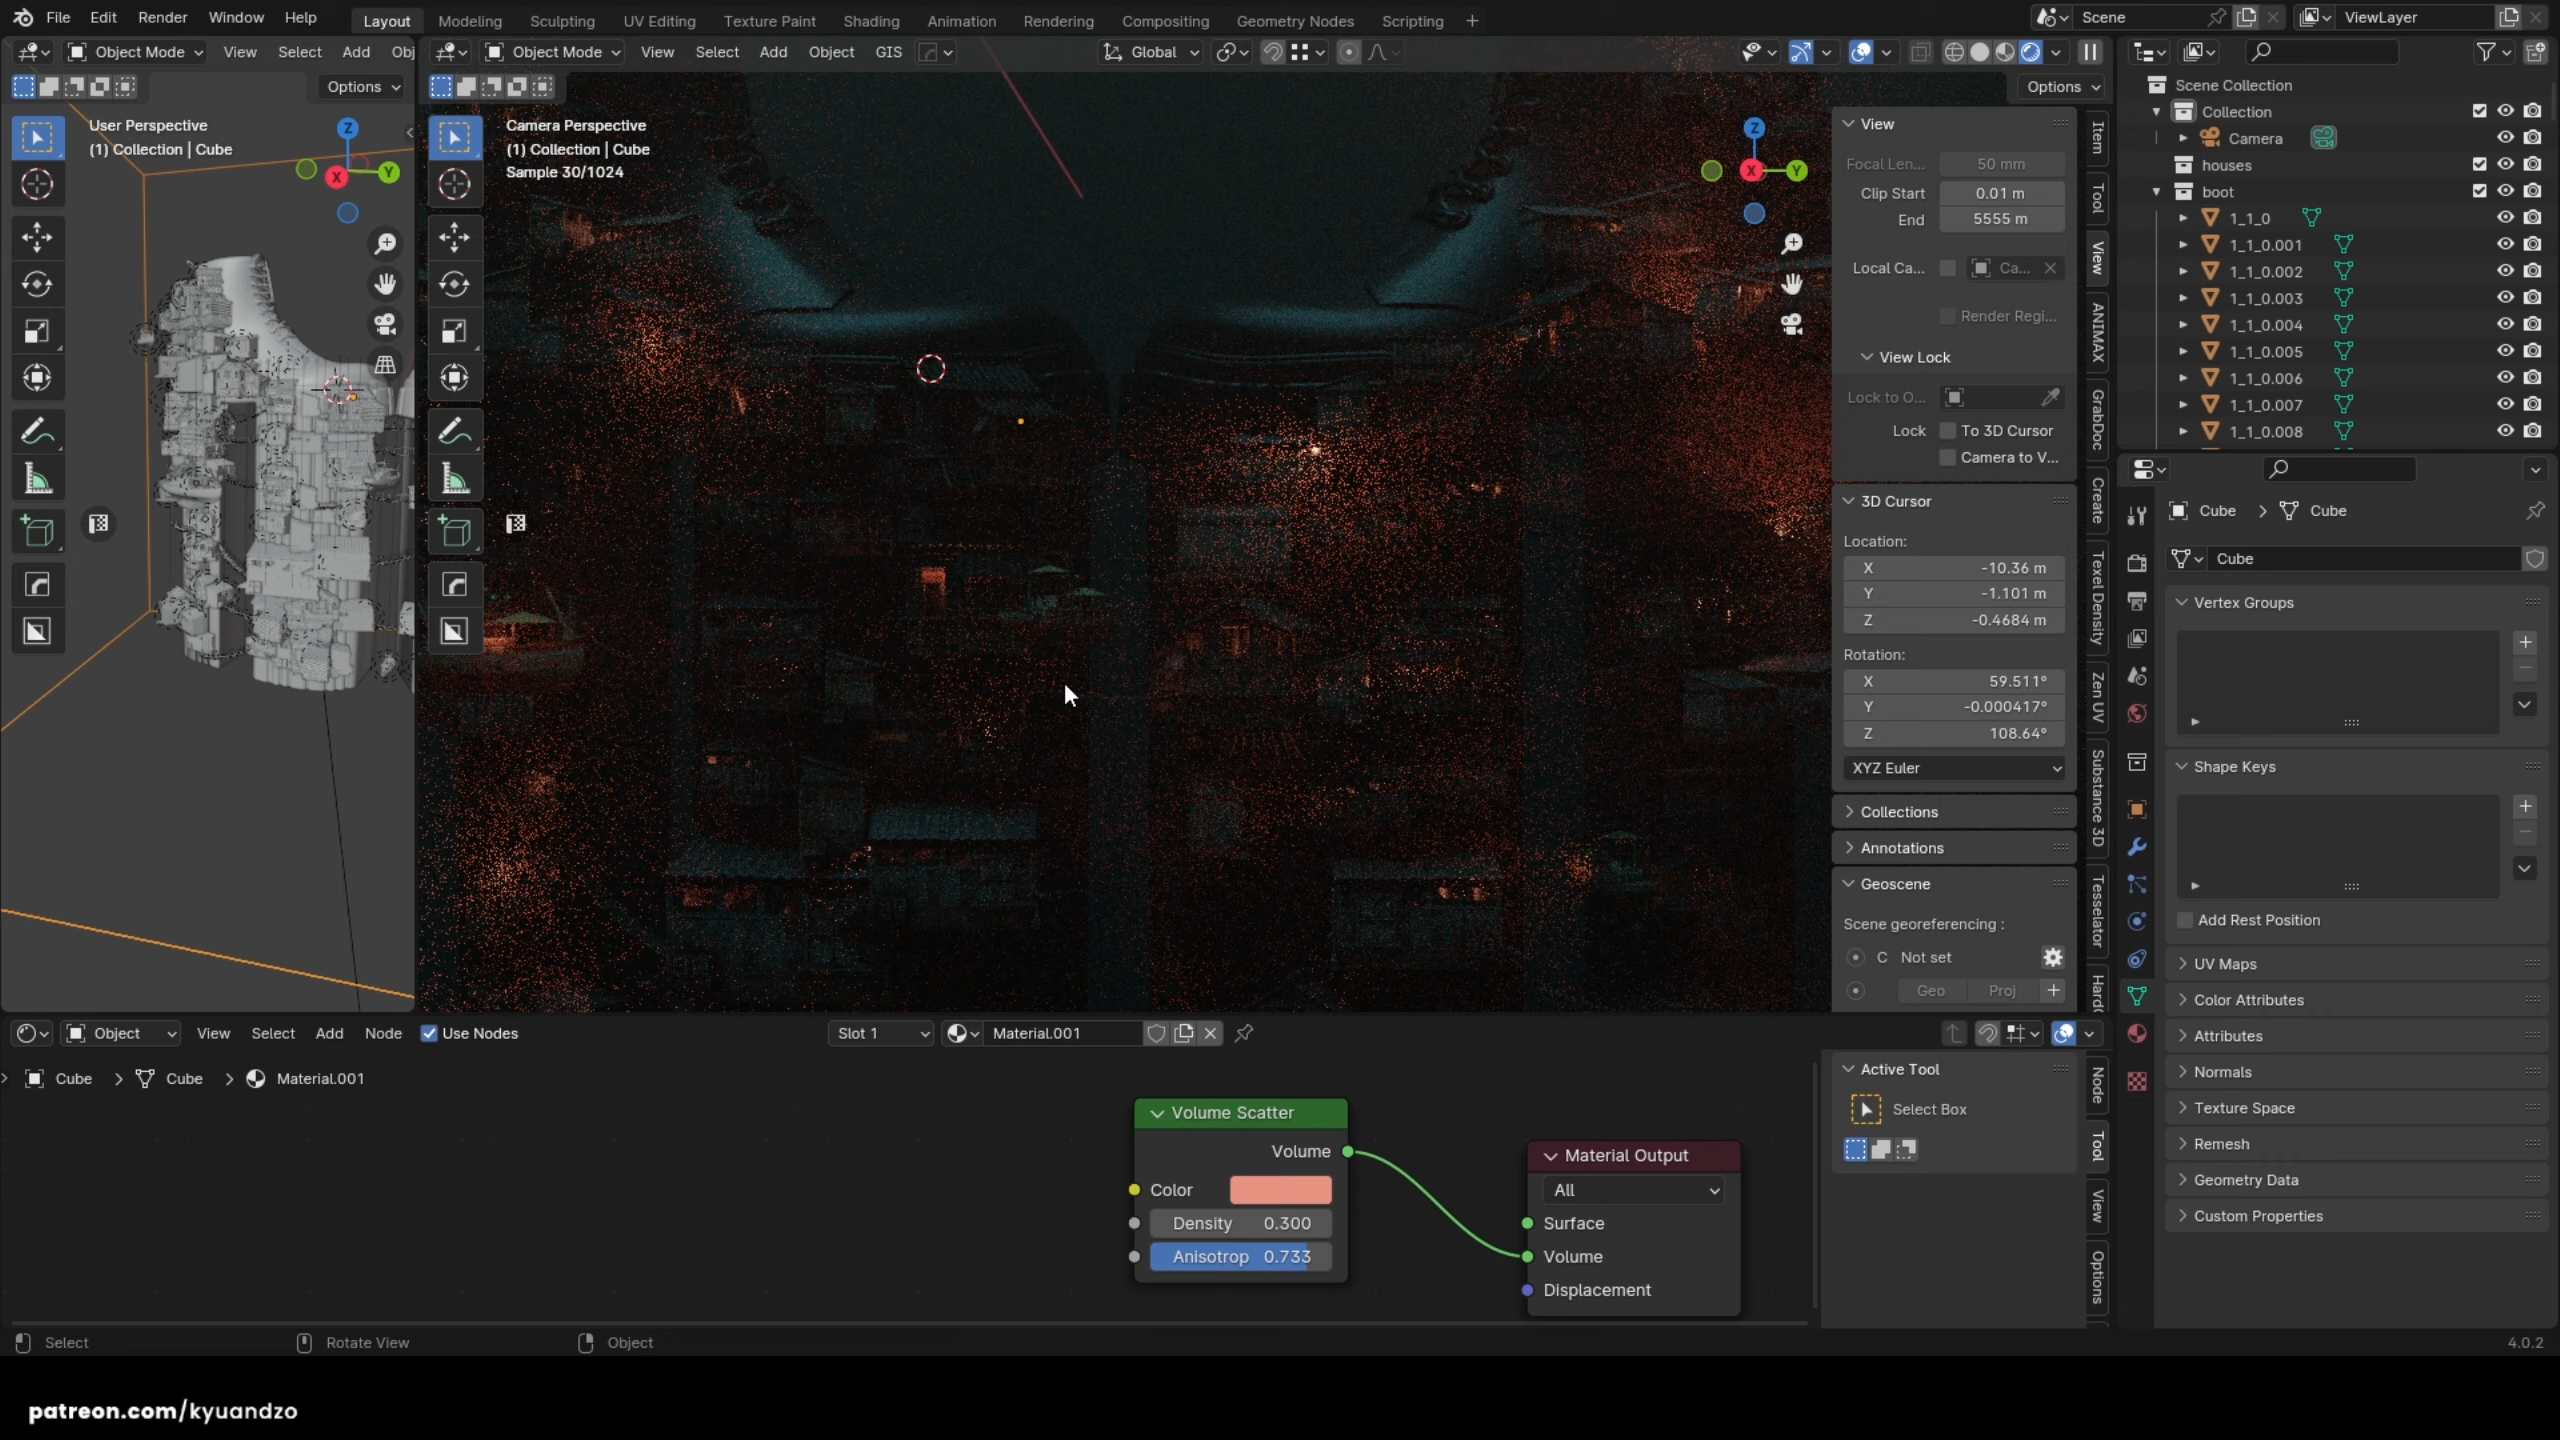 File Edit Render Window Help Layout Modeling Sculpting UV Editing Texture Paint Shading Animation Rendering Compositing Geometry Nodes Scripting + Scene ViewLayer
Object Mode View Select Add Obj
Object Mode View Select Add Object GIS Global
Options
Options
User Perspective
(1) Collection | Cube
Camera Perspective
(1) Collection | Cube
Sample 30/1024
Z
X
Y
Z
X
Y
View
Focal Len... 50 mm
Clip Start 0.01 m
End 5555 m
Local Ca... Ca...
Render Regi...
View Lock
Lock to O...
Lock To 3D Cursor
Camera to V...
3D Cursor
Location:
X -10.36 m
Y -1.101 m
Z -0.4684 m
Rotation:
X 59.511°
Y -0.000417°
Z 108.64°
XYZ Euler
Collections
Annotations
Geoscene
Scene georeferencing :
C Not set
Geo Proj +
Item
Tool
View
ANIMAX
GrabDoc
Create
Texel Density
Zen UV
Substance 3D
Tesselator
Hard
Scene Collection
Collection
Camera
houses
boot
1_1_0
1_1_0.001
1_1_0.002
1_1_0.003
1_1_0.004
1_1_0.005
1_1_0.006
1_1_0.007
1_1_0.008
Cube > Cube
Cube
Vertex Groups
Shape Keys
Add Rest Position
UV Maps
Color Attributes
Attributes
Normals
Texture Space
Remesh
Geometry Data
Custom Properties
Object View Select Add Node Use Nodes Slot 1 Material.001
Cube > Cube > Material.001
Volume Scatter
Volume
Color
Density 0.300
Anisotrop 0.733
Material Output
All
Surface
Volume
Displacement
Active Tool
Select Box
Node
Tool
View
Options
Select Rotate View Object 4.0.2
patreon.com/kyuandzo